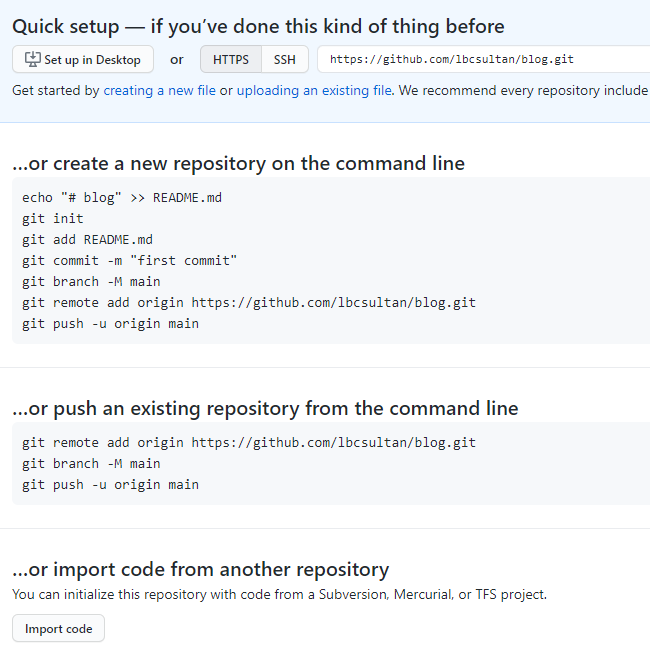 Quick setup — if you’ve done this kind of thing before
Set up in Desktop or HTTPS SSH https://github.com/lbcsultan/blog.git
Get started by creating a new file or uploading an existing file. We recommend every repository include
...or create a new repository on the command line
echo "# blog" >> README.md
git init
git add README.md
git commit -m "first commit"
git branch -M main
git remote add origin https://github.com/lbcsultan/blog.git
git push -u origin main
...or push an existing repository from the command line
git remote add origin https://github.com/lbcsultan/blog.git
git branch -M main
git push -u origin main
...or import code from another repository
You can initialize this repository with code from a Subversion, Mercurial, or TFS project.
Import code